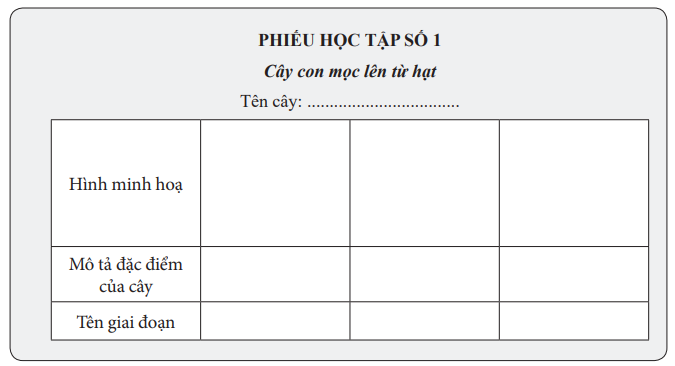 PHIẾU HỌC TẬP SỐ 1
Cây con mọc lên từ hạt
Tên cây: ..................................
Hình minh hoạ
Mô tả đặc điểm
của cây
Tên giai đoạn